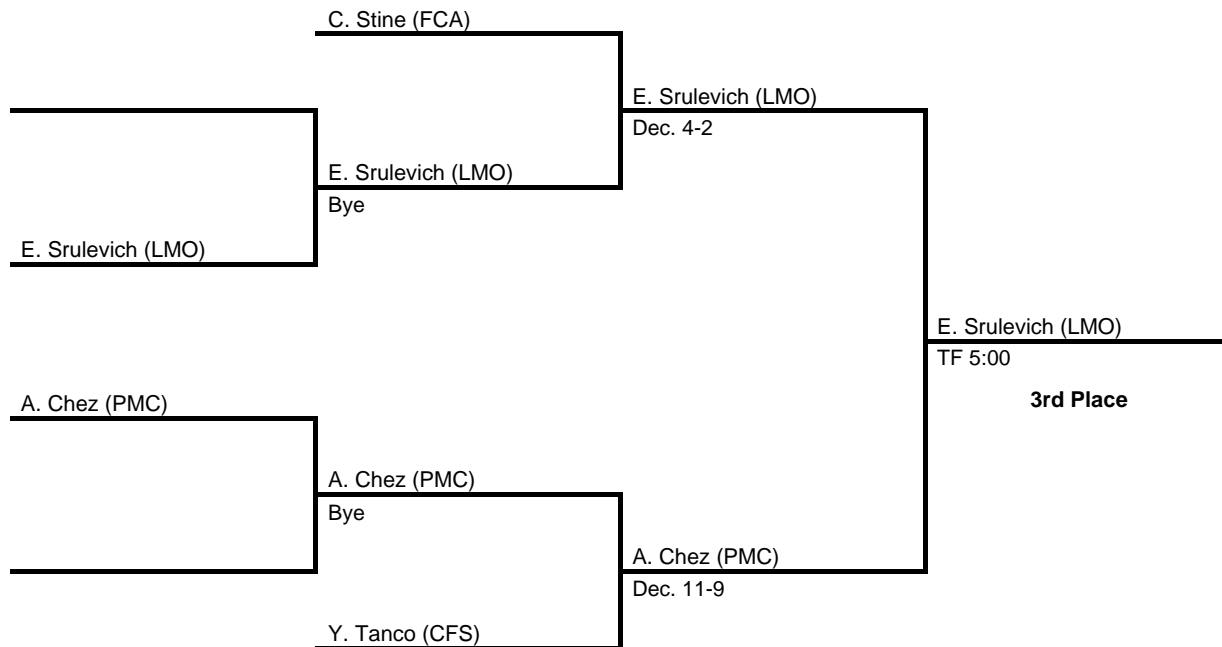 C. Stine (FCA)
E. Srulevich (LMO)
Dec. 4-2
E. Srulevich (LMO)
Bye
E. Srulevich (LMO)
E. Srulevich (LMO)
TF 5:00
3rd Place
A. Chez (PMC)
A. Chez (PMC)
Bye
A. Chez (PMC)
Dec. 11-9
Y. Tanco (CFS)